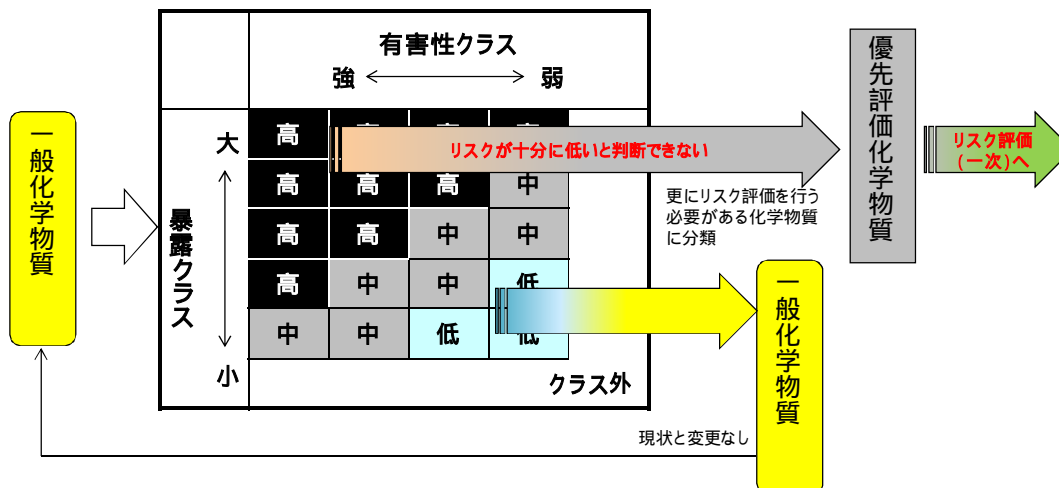 有害性クラス
強 弱
一般化学物質
暴露クラス
大
小
高
高 高 高 中
高 高 中 中
高 中 中 低
中 中 低 低
クラス外
リスクが十分に低いと判断できない
更にリスク評価を行う
必要がある化学物質
に分類
優先評価化学物質
リスク評価
(一次)へ
一般化学物質
現状と変更なし